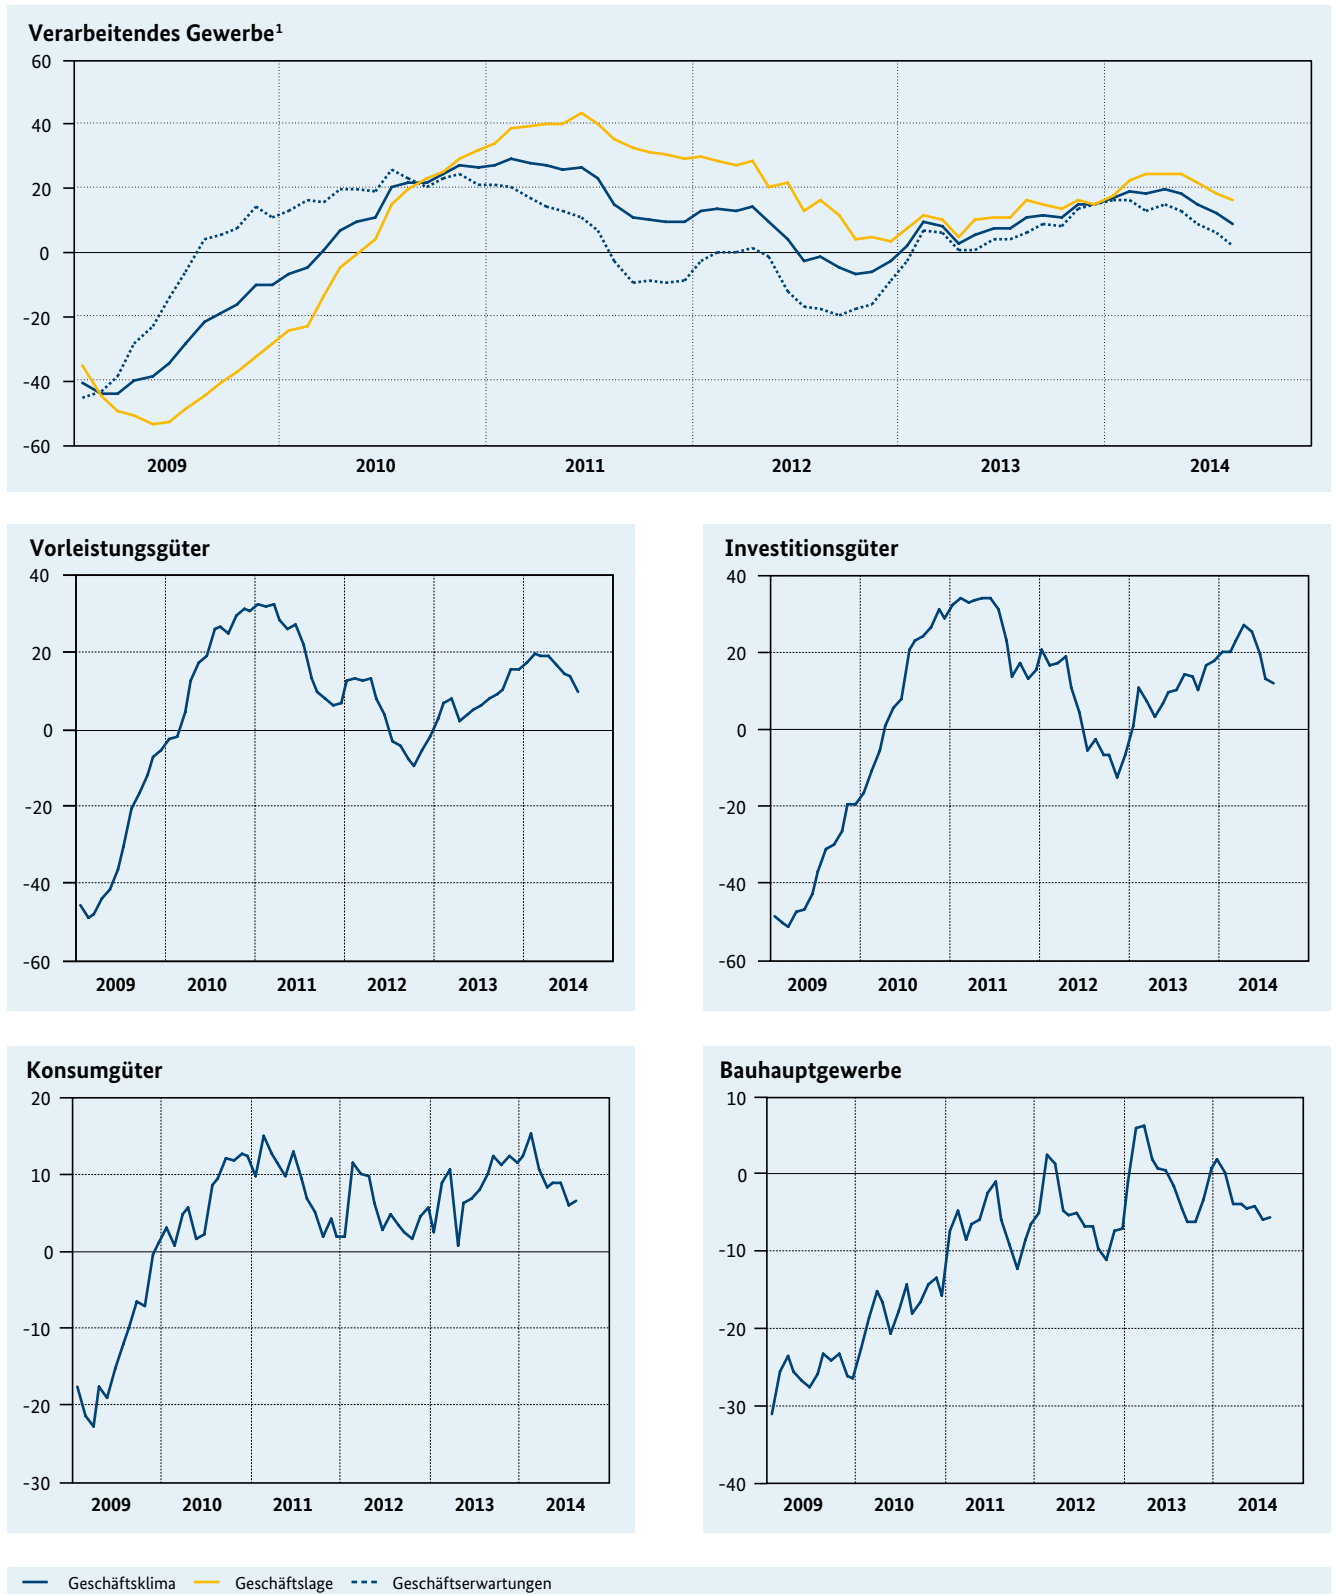 Verarbeitendes Gewerbe¹
60
40
20
0
-20
-40
-60
2009 2010 2011 2012 2013 2014
Vorleistungsgüter
40
20
0
-20
-40
-60
2009 2010 2011 2012 2013 2014
Investitionsgüter
40
20
0
-20
-40
-60
2009 2010 2011 2012 2013 2014
Konsumgüter
20
10
0
-10
-20
-30
2009 2010 2011 2012 2013 2014
Bauhauptgewerbe
10
0
-10
-20
-30
-40
2009 2010 2011 2012 2013 2014
Geschäftsklima Geschäftslage Geschäftserwartungen